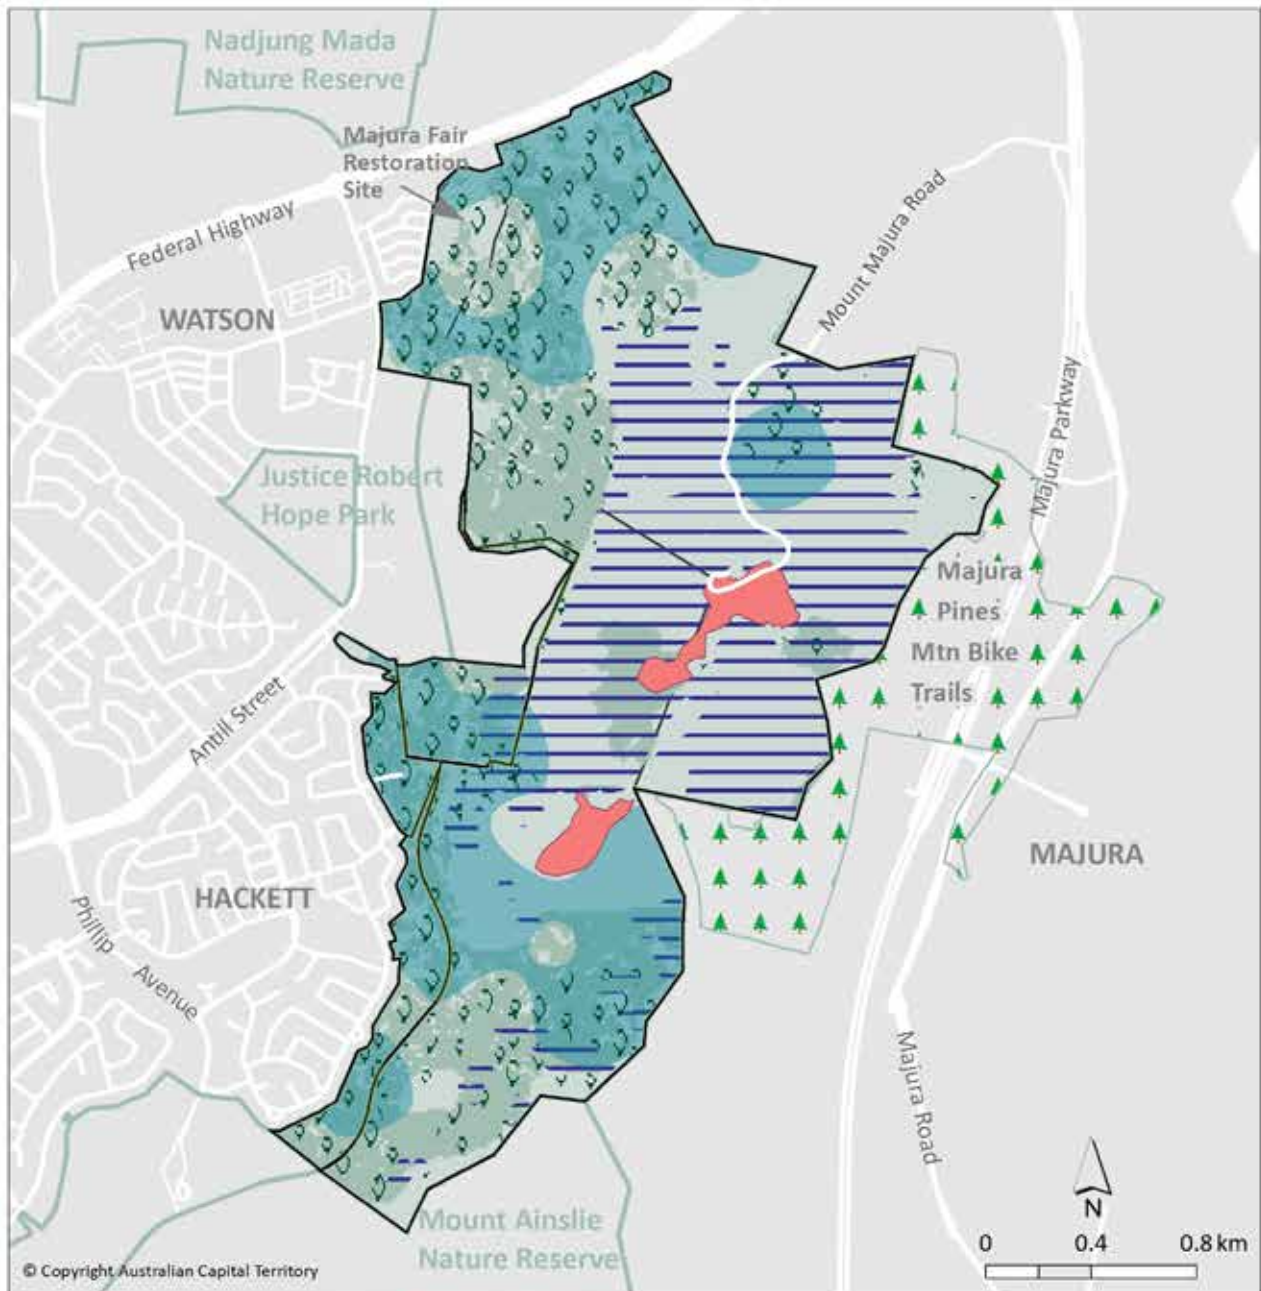 Nadjung Mada
Nature Reserve
Majura Fair
Restoration
Site
Federal Highway
Mount Majura Road
WATSON
Majura Parkway
Justice Robert
Hope Park
Majura
Pines
Mtn Bike
Trails
Antill Street
MAJURA
HACKETT
Phillip Avenue
Majura Road
Mount Ainslie
Nature Reserve
N
0 0.4 0.8 km
© Copyright Australian Capital Territory